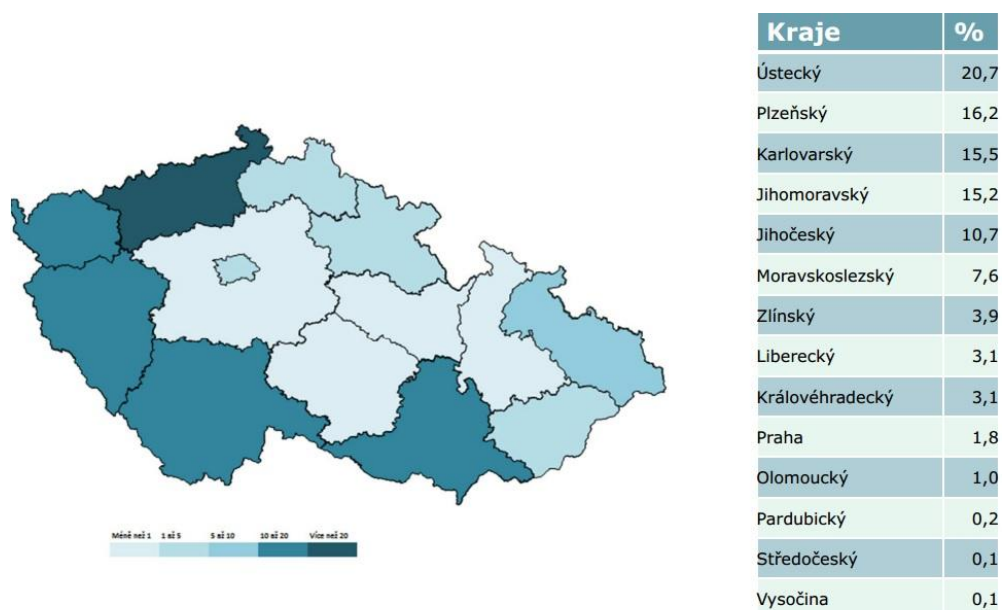 Kraje %
Ústecký 20,7
Plzeňský 16,2
Karlovarský 15,5
Jihomoravský 15,2
Jihočeský 10,7
Moravskoslezský 7,6
Zlínský 3,9
Liberecký 3,1
Královéhradecký 3,1
Praha 1,8
Olomoucký 1,0
Pardubický 0,2
Středočeský 0,1
Vysočina 0,1
Méně než 1 1 až 5 5 až 10 10 až 20 Více než 20